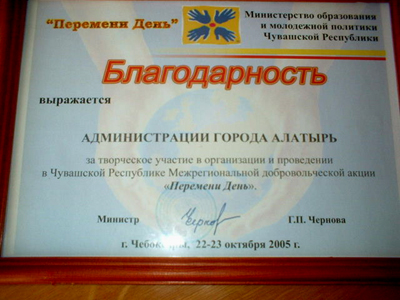 "Перемени День"
Министерство образования
и молодежной политики
Чувашской Республики
Благодарность
выражается
АДМИНИСТРАЦИИ ГОРОДА АЛАТЫРЬ
за творческое участие в организации и проведении
в Чувашской Республике Межрегиональной добровольческой акции
«Перемени День».
Министр Чернов Г.П. Чернова
г. Чебоксары, 22-23 октября 2005 г.